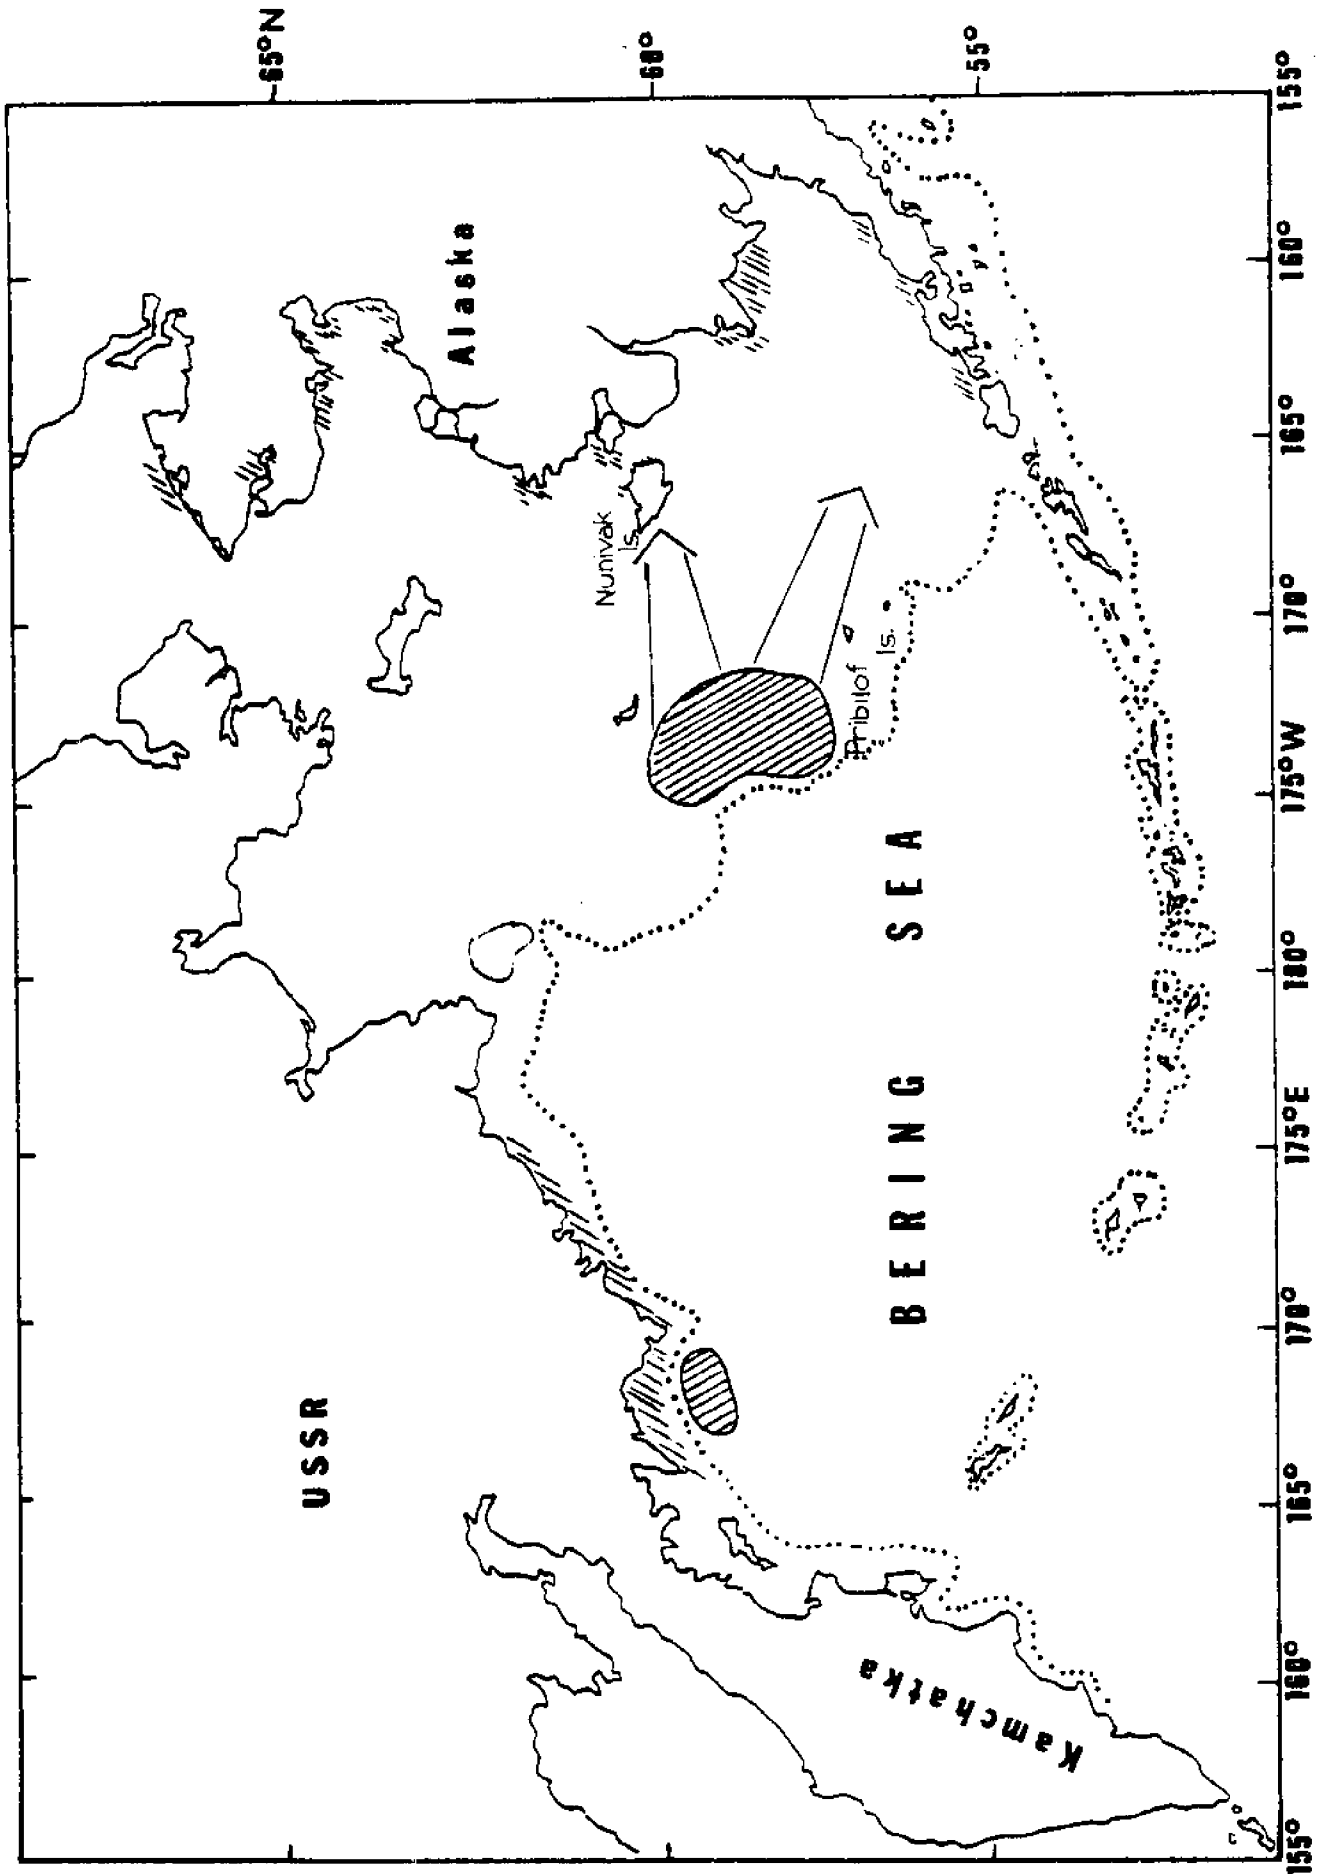 65°N
60°
55°
155°
160°
165°
170°
175°W
180°
175°E
170°
165°
160°
155°
Alaska
Nunivak
Is.
Pribilof
Is.
BERING SEA
USSR
Kamchatka